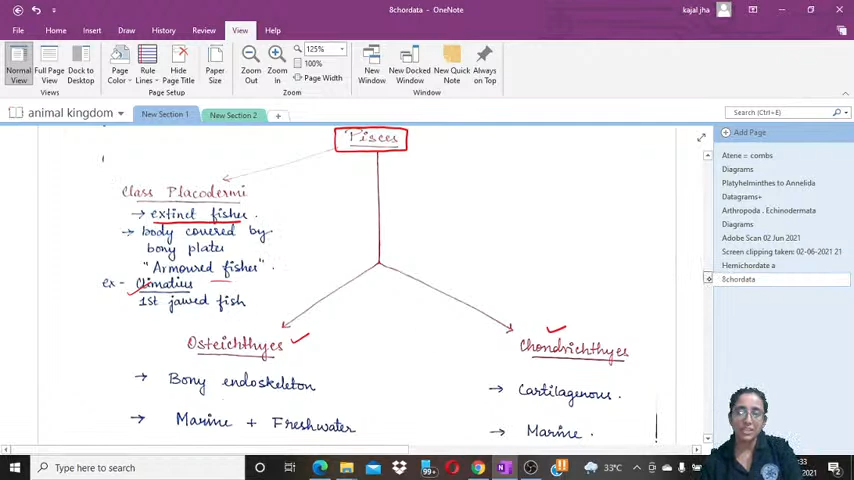 8chordata - OneNote
kajal jha
File Home Insert Draw History Review View Help
125%
100%
Page Width
Normal View
Full Page View
Dock to Desktop
Page Color
Rule Lines
Hide Page Title
Paper Size
Zoom Out
Zoom In
New Window
New Docked Window
New Quick Note
Always on Top
Views
Page Setup
Zoom
Window
animal kingdom
New Section 1
New Section 2
Search (Ctrl+E)
Add Page
Atene = combs
Diagrams
Platyhelminthes to Annelida
Datagrams+
Arthropoda . Echinodermata
Diagrams
Adobe Scan 02 Jun 2021
Screen clipping taken: 02-06-2021 21
Hemichordate a
8chordata
Pisces
Class Placodermi
→ extinct fishes.
→ body covered by
bony plates
"Armoured fishes".
ex - Climatius
1st jawed fish
Osteichthyes
→ Bony endoskeleton
→ Marine + Freshwater
Chondrichthyes
→ Cartilagenous.
→ Marine.
Type here to search
99+
33°C
2021